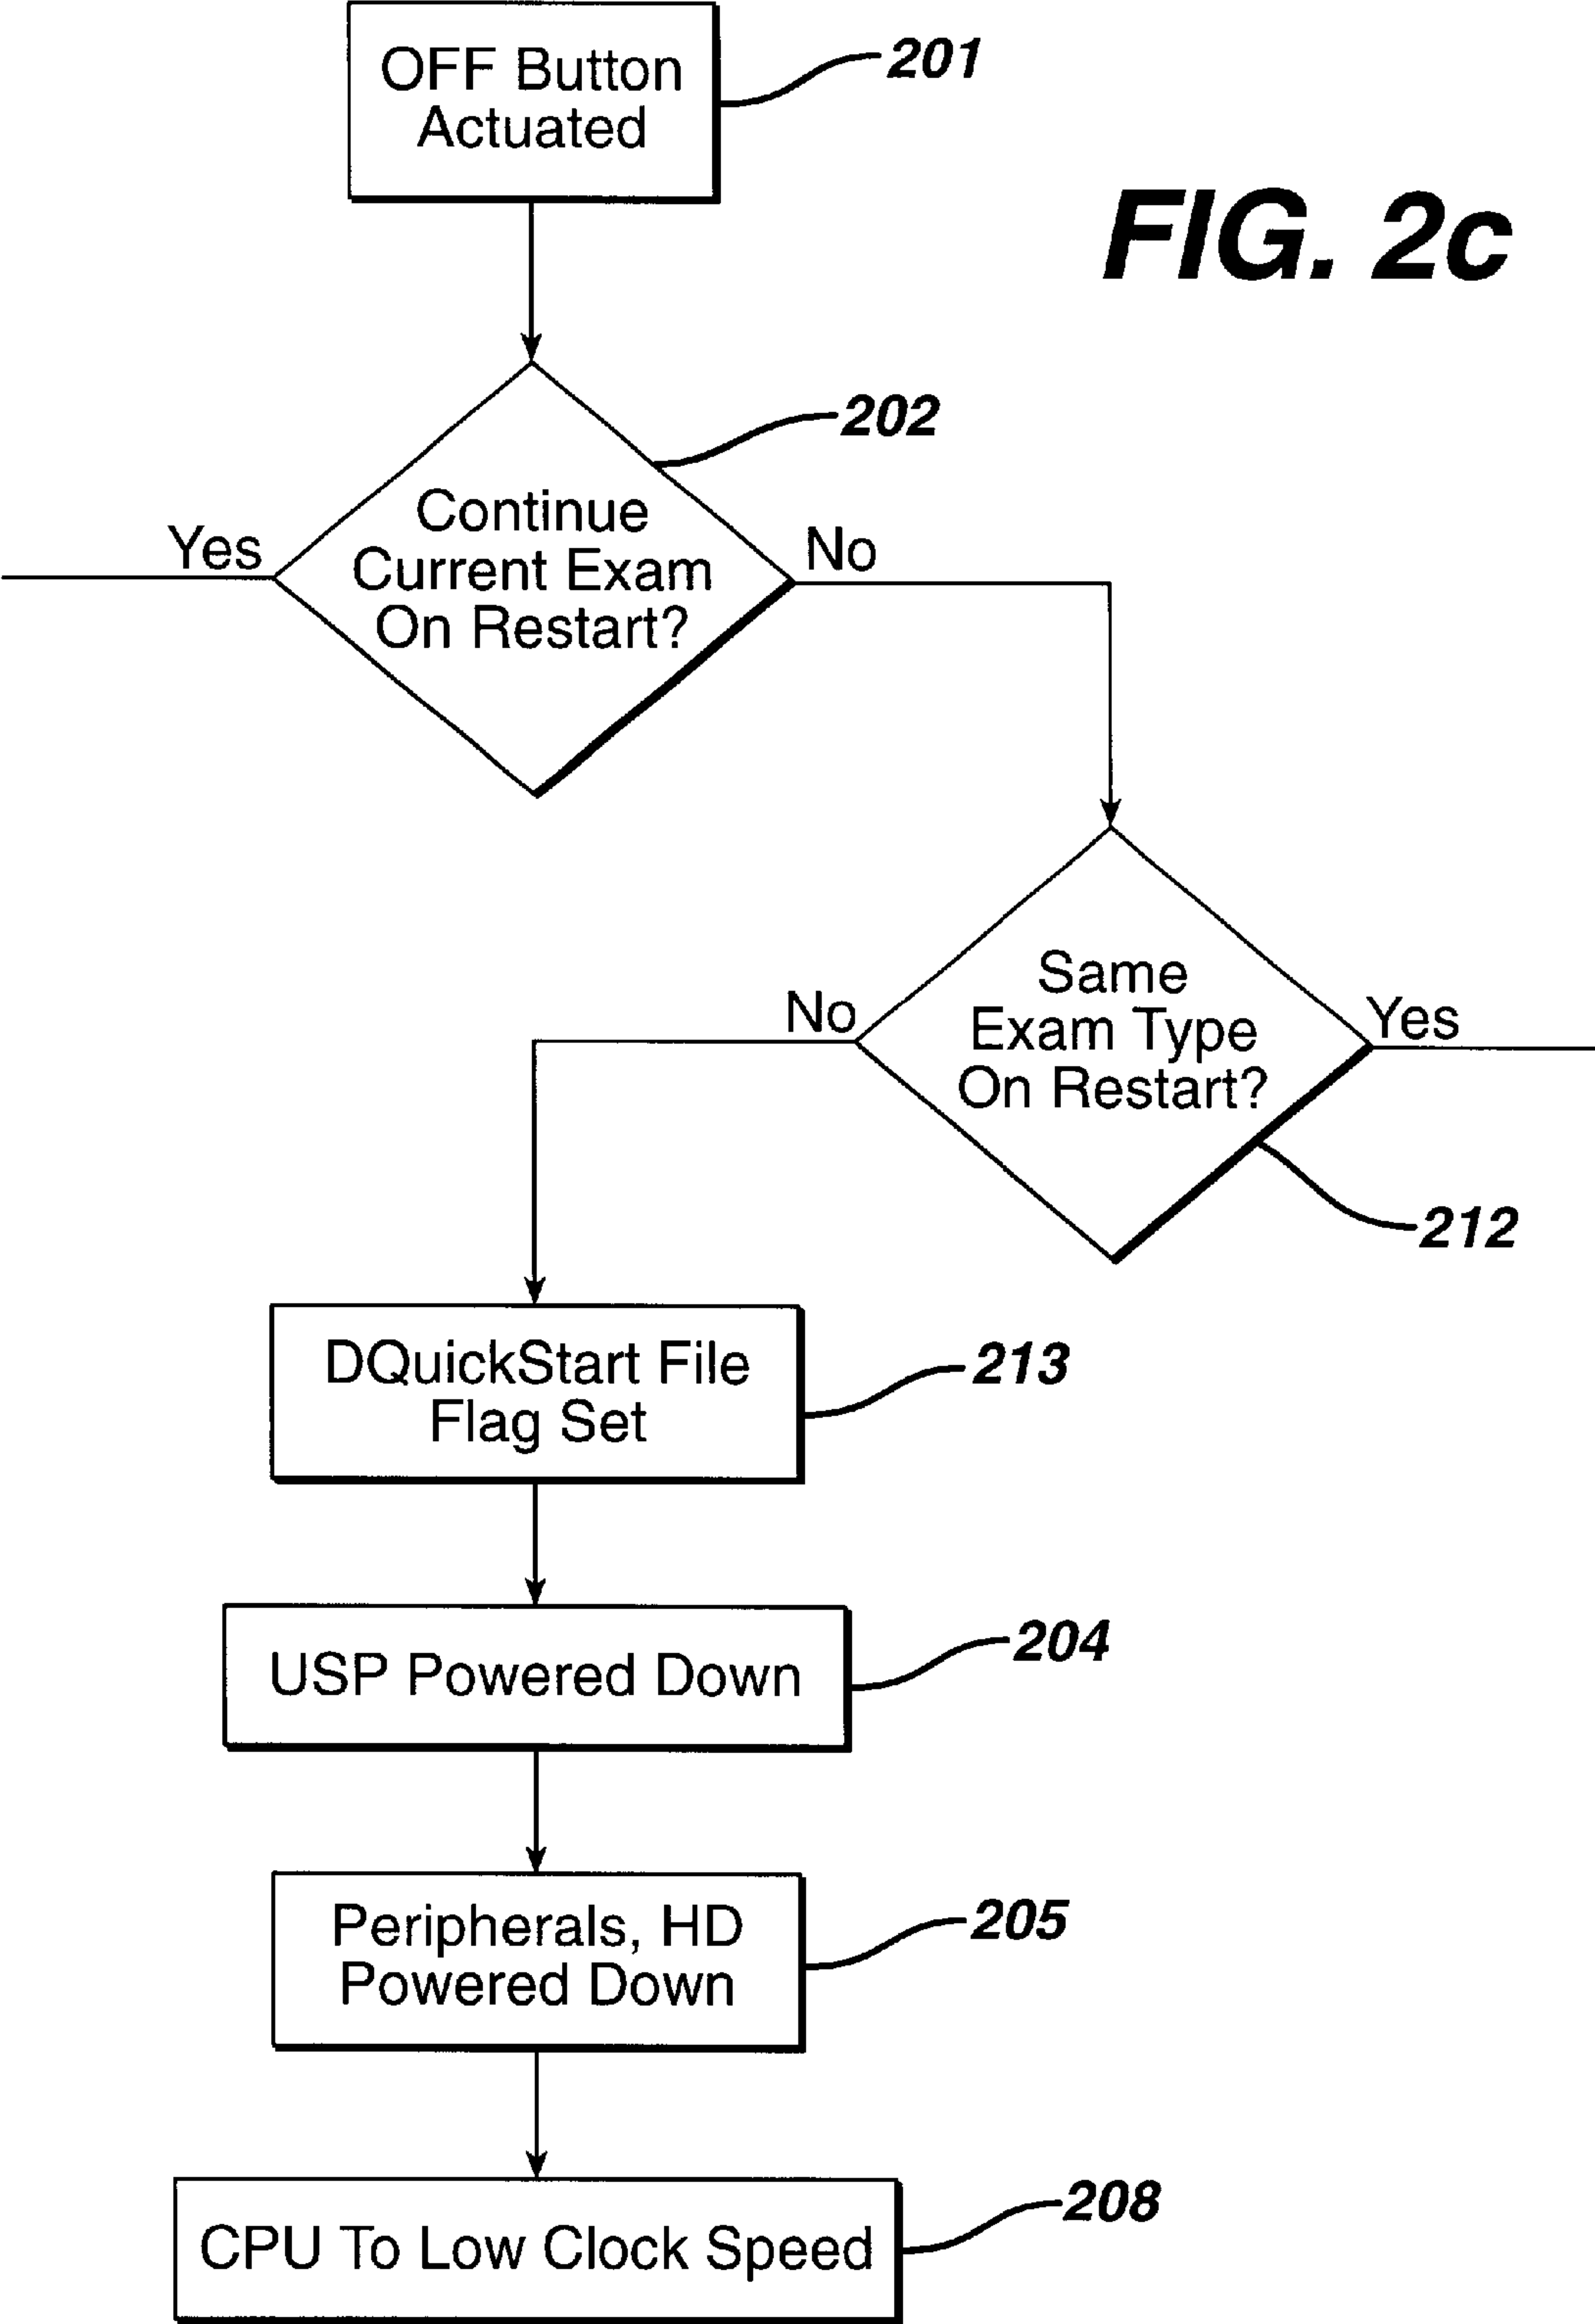 OFF Button
Actuated
201
FIG. 2c
202
Continue
Current Exam
On Restart?
Yes
No
Same
Exam Type
On Restart?
No
Yes
212
DQuickStart File
Flag Set
213
USP Powered Down
204
Peripherals, HD
Powered Down
205
CPU To Low Clock Speed
208